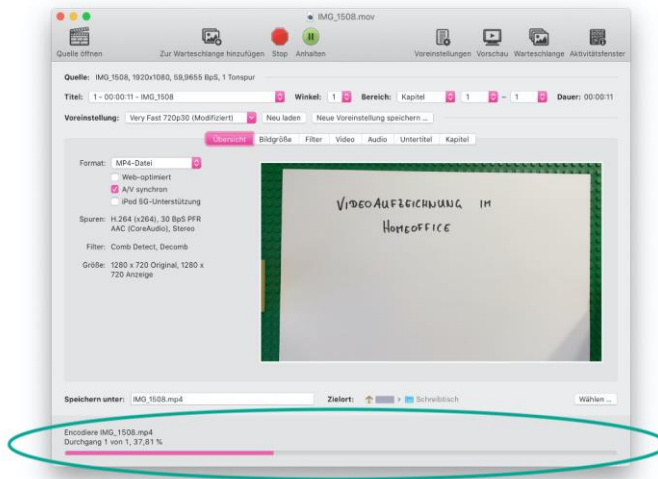 IMG_1508.mov
Quelle öffnen
Zur Warteschlange hinzufügen
Stop
Anhalten
Voreinstellungen
Vorschau
Warteschlange
Aktivitätsfenster
Quelle: IMG_1508, 1920x1080, 59,9655 BpS, 1 Tonspur
Titel: 1 - 00:00:11 - IMG_1508 Winkel: 1 Bereich: Kapitel 1 – 1 Dauer: 00:00:11
Voreinstellung: Very Fast 720p30 (Modifiziert) Neu laden Neue Voreinstellung speichern ...
Übersicht Bildgröße Filter Video Audio Untertitel Kapitel
Format: MP4-Datei
Web-optimiert
A/V synchron
iPod 5G-Unterstützung
Spuren: H.264 (x264), 30 BpS PFR
AAC (CoreAudio), Stereo
Filter: Comb Detect, Decomb
Größe: 1280 x 720 Original, 1280 x
720 Anzeige
VIDEOAUFZEICHNUNG IM
HOMEOFFICE
Speichern unter: IMG_1508.mp4 Zielort: Schreibtisch Wählen ...
Encodiere IMG_1508.mp4
Durchgang 1 von 1, 37,81 %